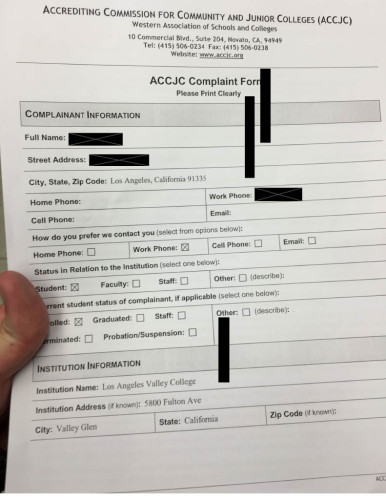 ACCREDITING COMMISSION FOR COMMUNITY AND JUNIOR COLLEGES (ACCJC)
Western Association of Schools and Colleges
10 Commercial Blvd., Suite 204, Novato, CA, 94949
Tel: (415) 506-0234 Fax: (415) 506-0238
Website: www.accjc.org
ACCJC Complaint Form
Please Print Clearly
COMPLAINANT INFORMATION
Full Name:
Street Address:
City, State, Zip Code: Los Angeles, California 91335
Home Phone: Work Phone:
Cell Phone: Email:
How do you prefer we contact you (select from options below):
Home Phone: ☐ Work Phone: ☒ Cell Phone: ☐ Email: ☐
Status in Relation to the Institution (select one below):
Student: ☒ Faculty: ☐ Staff: ☐ Other: ☐ (describe):
rrent student status of complainant, if applicable (select one below):
olled: ☒ Graduated: ☐ Staff: ☐ Other: ☐ (describe):
rminated: ☐ Probation/Suspension: ☐
INSTITUTION INFORMATION
Institution Name: Los Angeles Valley College
Institution Address (if known): 5800 Fulton Ave
City: Valley Glen State: California Zip Code (if known):
ACC